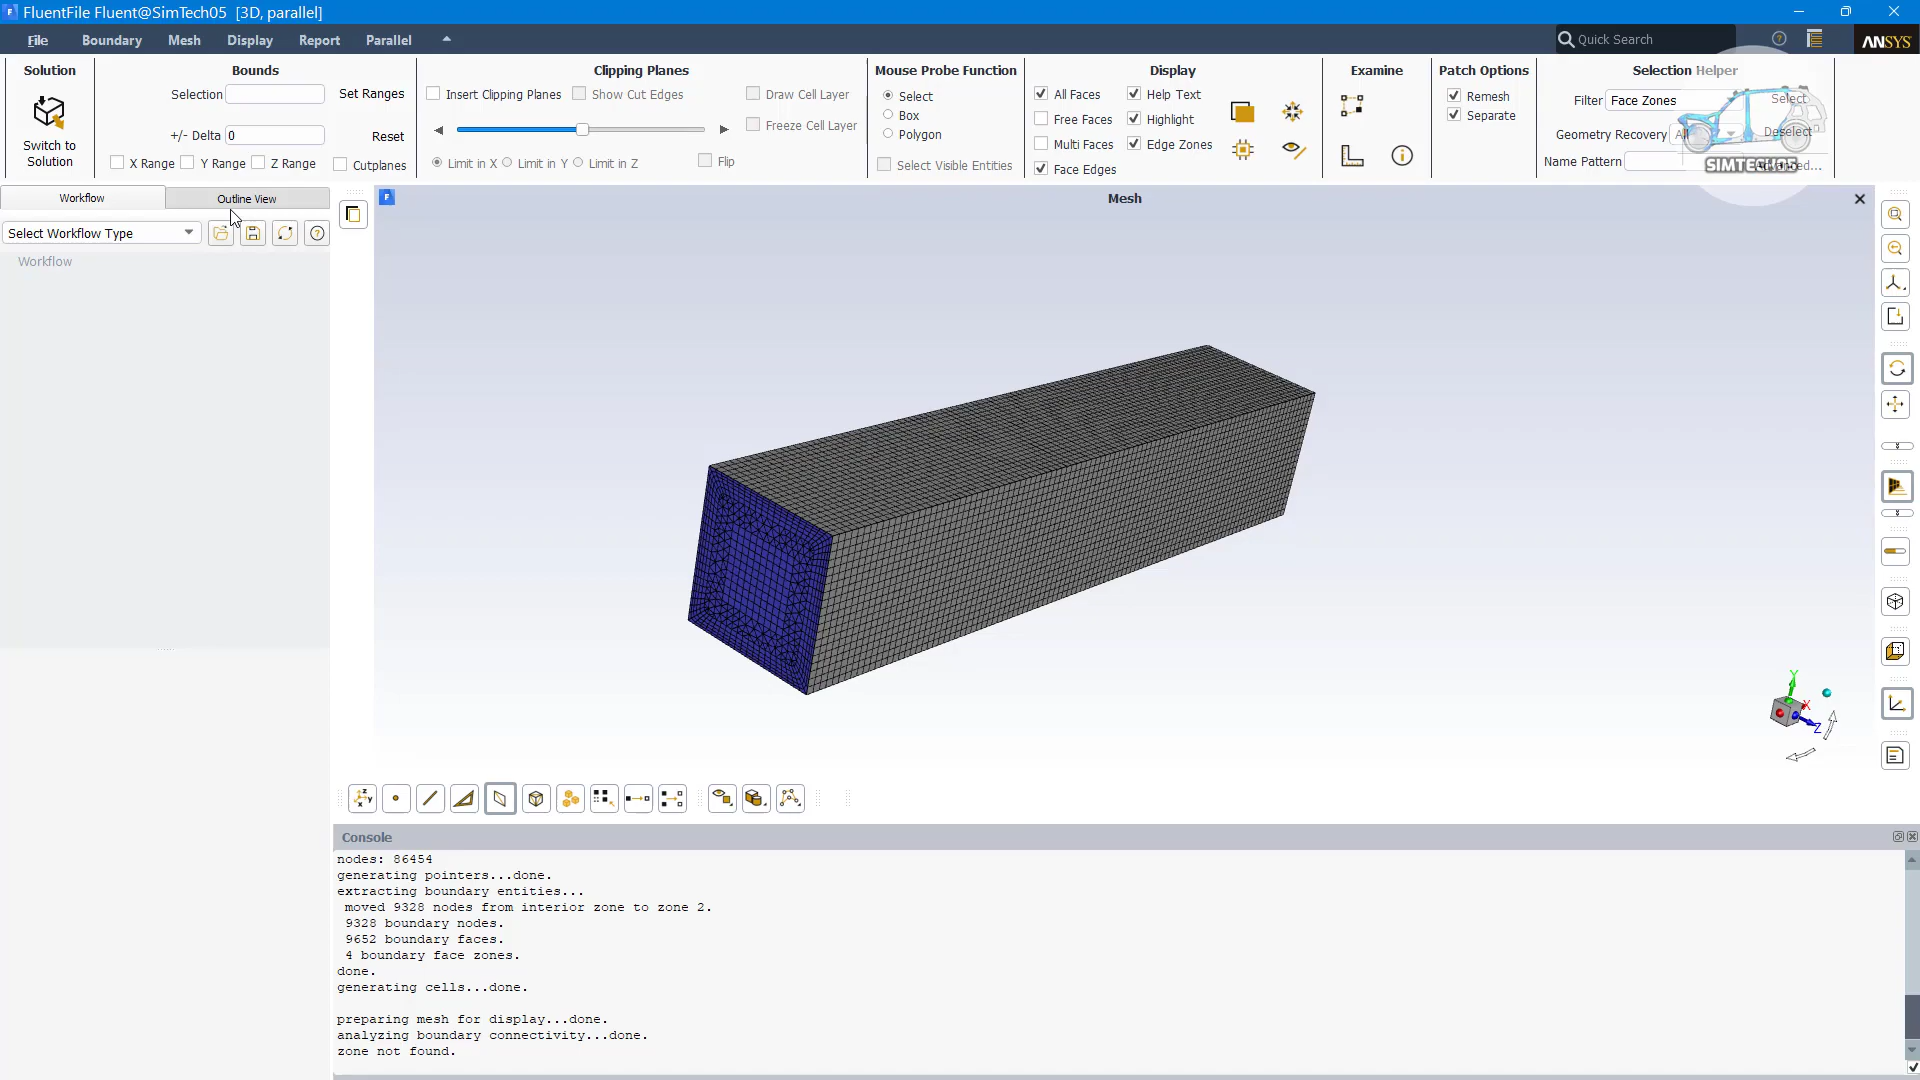 FluentFile Fluent@SimTech05 [3D, parallel]
File Boundary Mesh Display Report Parallel
Quick Search
ANSYS
Solution
Switch to
Solution
Bounds
Selection
Set Ranges
+/- Delta 0
Reset
X Range Y Range Z Range Cutplanes
Clipping Planes
Insert Clipping Planes Show Cut Edges Draw Cell Layer
Freeze Cell Layer
Limit in X Limit in Y Limit in Z Flip
Mouse Probe Function
Select
Box
Polygon
Select Visible Entities
Display
All Faces Help Text
Free Faces Highlight
Multi Faces Edge Zones
Face Edges
Examine
Patch Options
Remesh
Separate
Selection Helper
Filter Face Zones Select
Geometry Recovery All Deselect
Name Pattern Advanced...
SIMTECH05
Workflow Outline View
Select Workflow Type
Workflow
Mesh
Y
X
Z
Console
nodes: 86454
generating pointers...done.
extracting boundary entities...
moved 9328 nodes from interior zone to zone 2.
9328 boundary nodes.
9652 boundary faces.
4 boundary face zones.
done.
generating cells...done.
preparing mesh for display...done.
analyzing boundary connectivity...done.
zone not found.